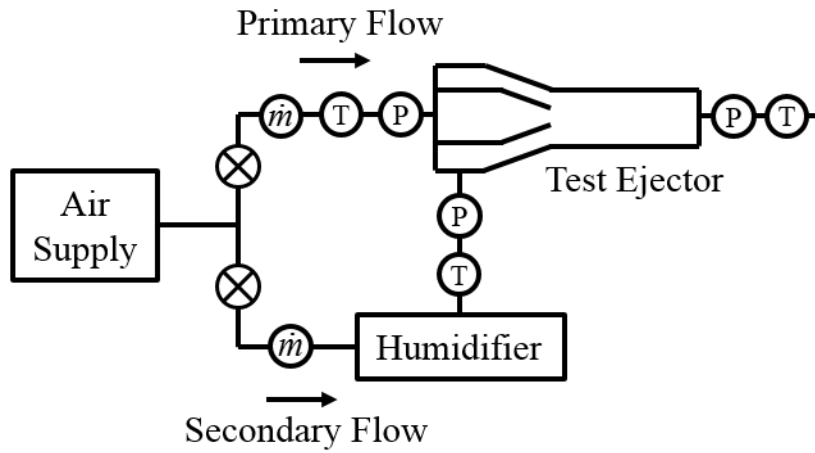 Primary Flow
ṁ
T
P
P
T
Air
Supply
Test Ejector
P
T
ṁ
Humidifier
Secondary Flow